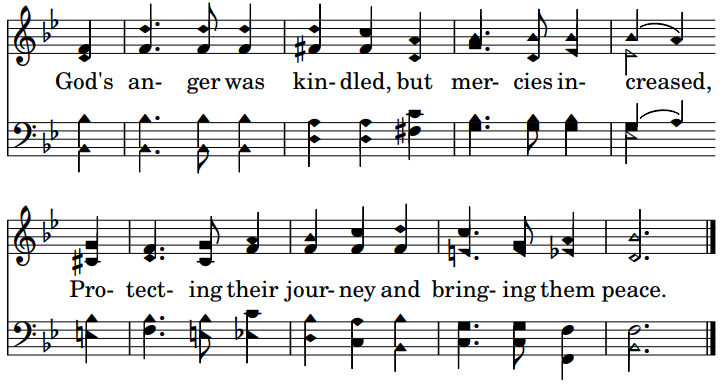 God's an- ger was kin- dled, but mer- cies in- creased,
Pro- tect- ing their jour- ney and bring- ing them peace.